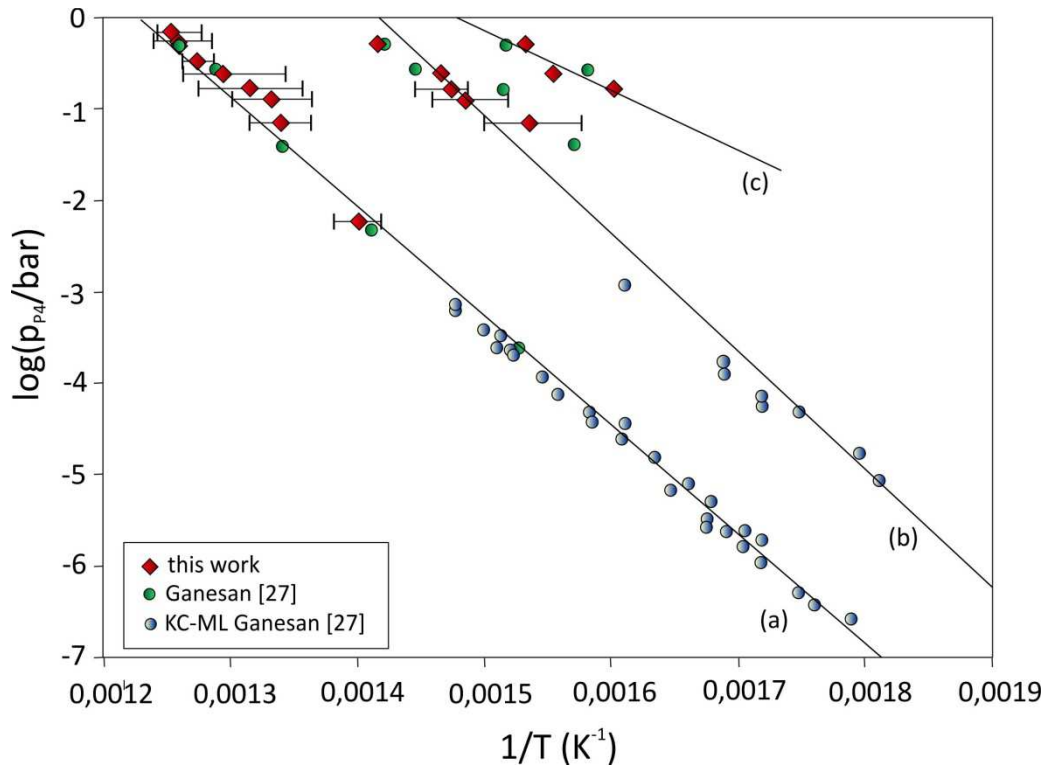 log(pP4/bar)
0
-1
-2
-3
-4
-5
-6
-7
(c)
(b)
(a)
this work
Ganesan [27]
KC-ML Ganesan [27]
0,0012 0,0013 0,0014 0,0015 0,0016 0,0017 0,0018 0,0019
1/T (K-1)